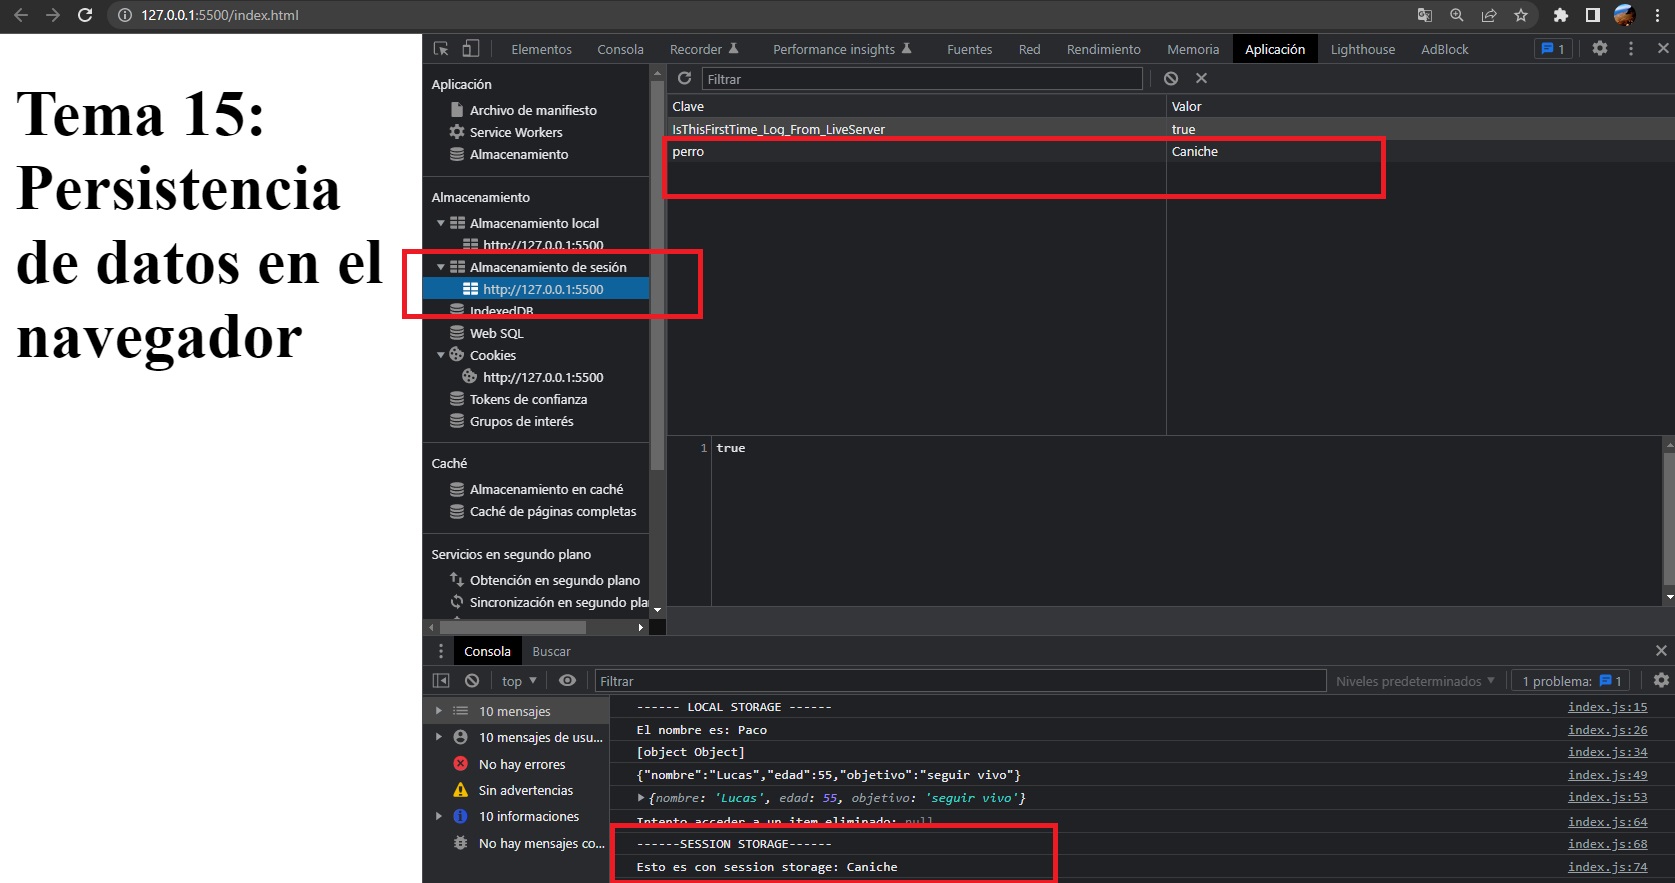 127.0.0.1:5500/index.html
Tema 15:
Persistencia
de datos en el
navegador
Elementos Consola Recorder Performance insights Fuentes Red Rendimiento Memoria Aplicación Lighthouse AdBlock 1
Aplicación
Archivo de manifiesto
Service Workers
Almacenamiento
Almacenamiento
Almacenamiento local
http://127.0.0.1:5500
Almacenamiento de sesión
http://127.0.0.1:5500
IndexedDB
Web SQL
Cookies
http://127.0.0.1:5500
Tokens de confianza
Grupos de interés
Caché
Almacenamiento en caché
Caché de páginas completas
Servicios en segundo plano
Obtención en segundo plano
Sincronización en segundo pla
Filtrar
Clave Valor
IsThisFirstTime_Log_From_LiveServer true
perro Caniche
1 true
Consola Buscar
top Filtrar Niveles predeterminados 1 problema: 1
10 mensajes
10 mensajes de usu...
No hay errores
Sin advertencias
10 informaciones
No hay mensajes co...
------ LOCAL STORAGE ------ index.js:15
El nombre es: Paco index.js:26
[object Object] index.js:34
{"nombre":"Lucas","edad":55,"objetivo":"seguir vivo"} index.js:49
{nombre: 'Lucas', edad: 55, objetivo: 'seguir vivo'} index.js:53
Intento acceder a un item eliminado: null index.js:64
------SESSION STORAGE------ index.js:68
Esto es con session storage: Caniche index.js:74